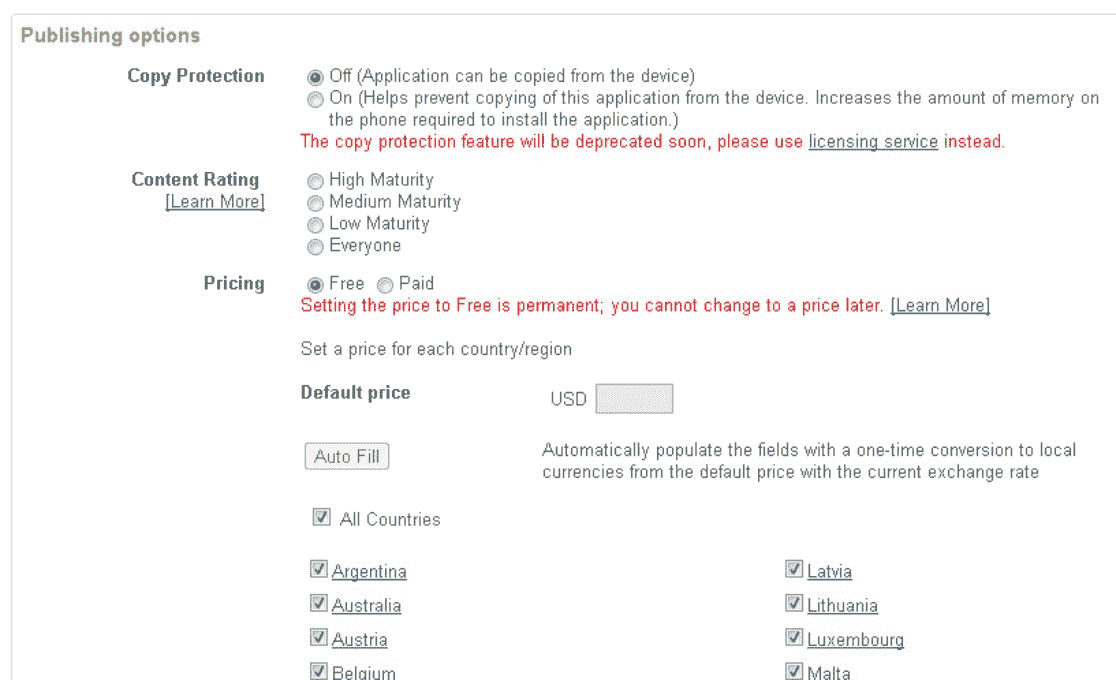 Publishing options
Copy Protection
Off (Application can be copied from the device)
On (Helps prevent copying of this application from the device. Increases the amount of memory on
the phone required to install the application.)
The copy protection feature will be deprecated soon, please use licensing service instead.
Content Rating
[Learn More]
High Maturity
Medium Maturity
Low Maturity
Everyone
Pricing
Free Paid
Setting the price to Free is permanent; you cannot change to a price later. [Learn More]
Set a price for each country/region
Default price USD
Auto Fill
Automatically populate the fields with a one-time conversion to local
currencies from the default price with the current exchange rate
All Countries
Argentina Latvia
Australia Lithuania
Austria Luxembourg
Belgium Malta